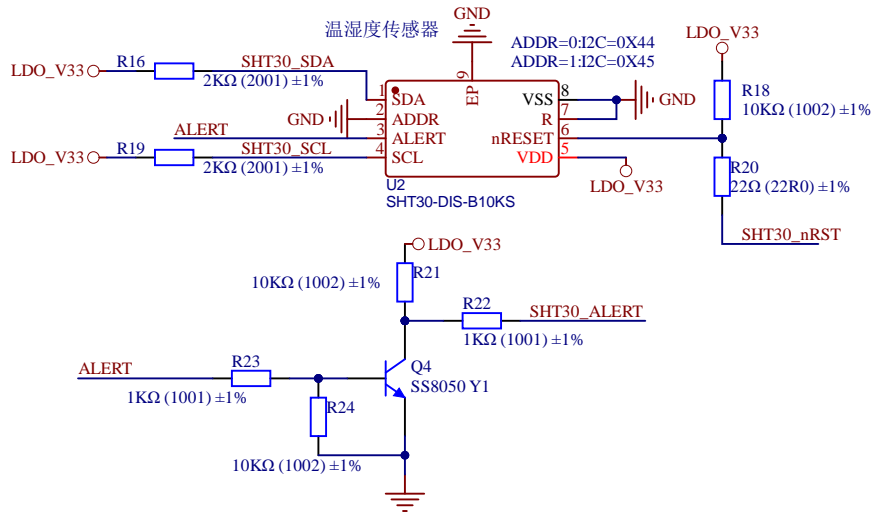 GND
温湿度传感器
ADDR=0:I2C=0X44
ADDR=1:I2C=0X45
LDO_V33
R16
SHT30_SDA
LDO_V33
2KΩ (2001) ±1%
9
EP
R18
10KΩ (1002) ±1%
1
SDA
VSS
8
GND
2
ADDR
R
7
GND
ALERT
3
ALERT
nRESET
6
LDO_V33
R19
SHT30_SCL
4
SCL
VDD
5
2KΩ (2001) ±1%
R20
22Ω (22R0) ±1%
LDO_V33
U2
SHT30-DIS-B10KS
SHT30_nRST
LDO_V33
R21
10KΩ (1002) ±1%
R22
SHT30_ALERT
1KΩ (1001) ±1%
ALERT
R23
1KΩ (1001) ±1%
Q4
SS8050 Y1
R24
10KΩ (1002) ±1%